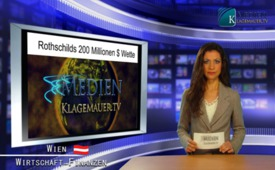 Rothschilds 200 Millionen $ Wette
MEDIEN
KLAGEMAUER.TV
KLAGEMAUER.TV
WIEN
WIRTSCHAFT-FINANZEN